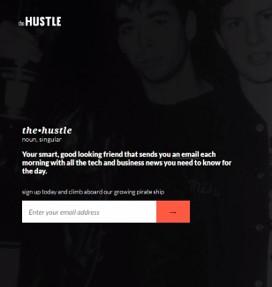 the HUSTLE
the•hustle
noun, singular
Your smart, good looking friend that sends you an email each
morning with all the tech and business news you need to know for
the day.
sign up today and climb aboard our growing pirate ship
Enter your email address
→